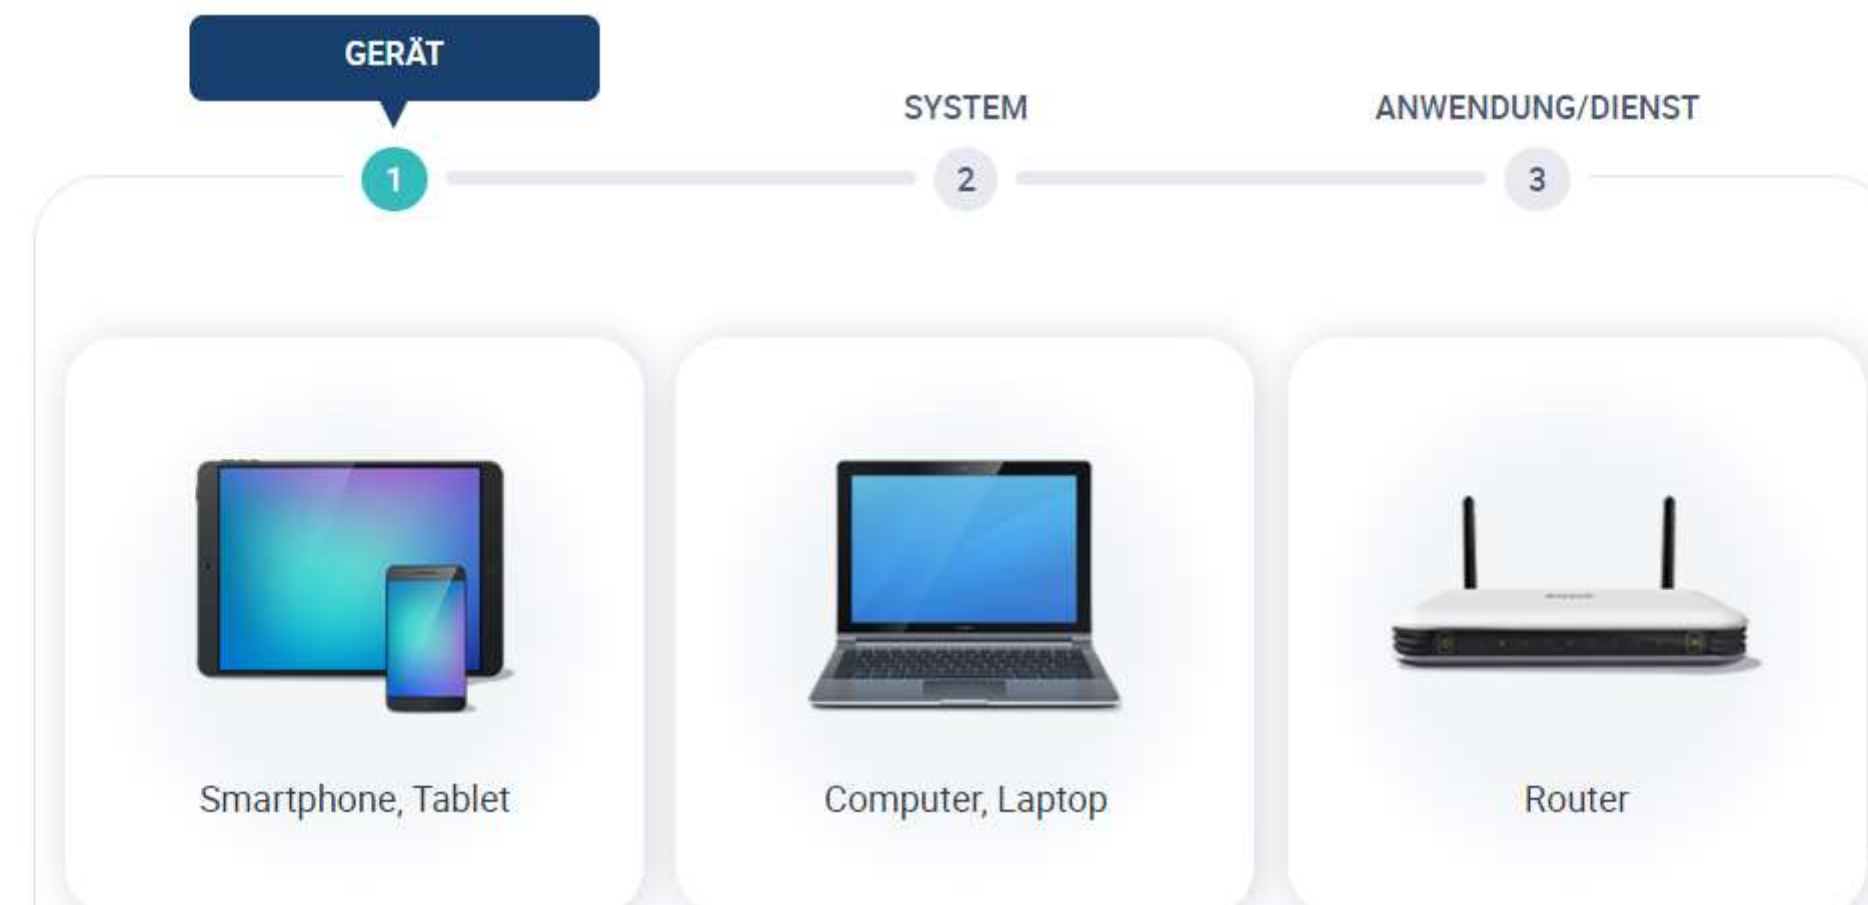 GERÄT
SYSTEM
ANWENDUNG/DIENST
1
2
3
Smartphone, Tablet
Computer, Laptop
Router